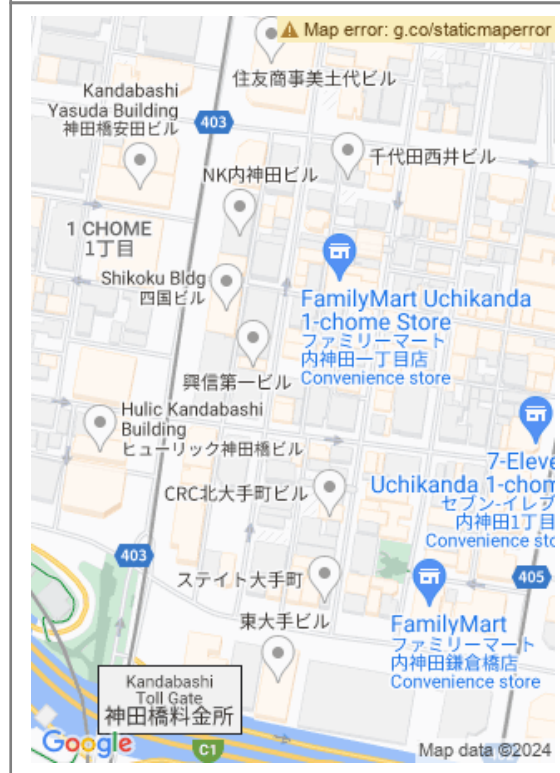 Map error: g.co/staticmaperror
住友商事美土代ビル
Kandabashi
Yasuda Building
神田橋安田ビル
403
千代田西井ビル
NK内神田ビル
1 CHOME
1丁目
Shikoku Bldg
四国ビル
FamilyMart Uchikanda
1-chome Store
ファミリーマート
内神田一丁目店
Convenience store
興信第一ビル
Hulic Kandabashi
Building
ヒューリック神田橋ビル
7-Eleve
Uchikanda 1-chom
セブン-イレブ
内神田1丁目
Convenience sto
CRC北大手町ビル
403
ステイト大手町
405
東大手ビル
FamilyMart
ファミリーマート
内神田鎌倉橋店
Convenience store
Kandabashi
Toll Gate
神田橋料金所
Google
C1
Map data ©2024